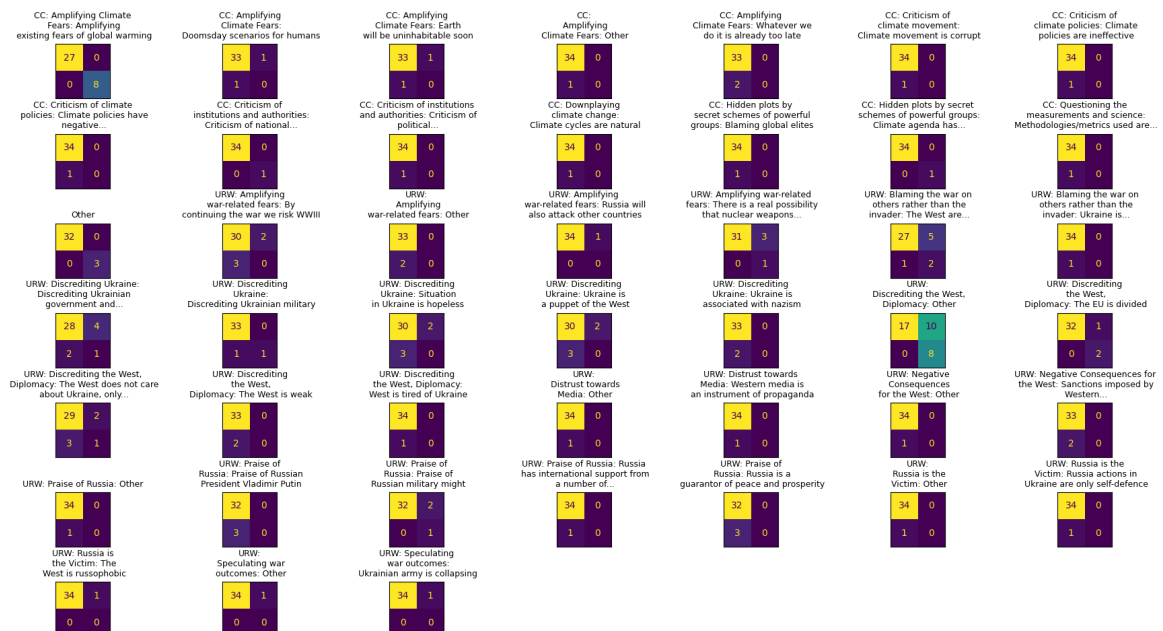 CC: Amplifying Climate
Fears: Amplifying
existing fears of global warming
27 0
0 8
CC: Amplifying
Climate Fears:
Doomsday scenarios for humans
33 1
1 0
CC: Amplifying
Climate Fears: Earth
will be uninhabitable soon
33 1
1 0
CC:
Amplifying
Climate Fears: Other
34 0
1 0
CC: Amplifying
Climate Fears: Whatever we
do it is already too late
33 0
2 0
CC: Criticism of
climate movement:
Climate movement is corrupt
34 0
1 0
CC: Criticism of
climate policies: Climate
policies are ineffective
34 0
1 0
CC: Criticism of climate
policies: Climate policies have
negative...
34 0
1 0
CC: Criticism of
institutions and authorities:
Criticism of national...
34 0
0 1
CC: Criticism of institutions
and authorities: Criticism of
political...
34 0
1 0
CC: Downplaying
climate change:
Climate cycles are natural
34 0
1 0
CC: Hidden plots by
secret schemes of powerful
groups: Blaming global elites
34 0
1 0
CC: Hidden plots by secret
schemes of powerful groups:
Climate agenda has...
34 0
0 1
CC: Questioning the
measurements and science:
Methodologies/metrics used are...
34 0
1 0
Other
32 0
0 3
URW: Amplifying
war-related fears: By
continuing the war we risk WWIII
30 2
3 0
URW:
Amplifying
war-related fears: Other
33 0
2 0
URW: Amplifying
war-related fears: Russia will
also attack other countries
34 1
0 0
URW: Amplifying war-related
fears: There is a real possibility
that nuclear weapons...
31 3
0 1
URW: Blaming the war on
others rather than the
invader: The West are...
27 5
1 2
URW: Blaming the war on
others rather than the
invader: Ukraine is...
34 0
1 0
URW: Discrediting Ukraine:
Discrediting Ukrainian
government and...
28 4
2 1
URW: Discrediting
Ukraine:
Discrediting Ukrainian military
33 0
1 1
URW: Discrediting
Ukraine: Situation
in Ukraine is hopeless
30 2
3 0
URW: Discrediting
Ukraine: Ukraine is
a puppet of the West
30 2
3 0
URW: Discrediting
Ukraine: Ukraine is
associated with nazism
33 0
2 0
URW:
Discrediting the West,
Diplomacy: Other
17 10
0 8
URW: Discrediting
the West,
Diplomacy: The EU is divided
32 1
0 2
URW: Discrediting the West,
Diplomacy: The West does not care
about Ukraine, only...
29 2
3 1
URW: Discrediting
the West,
Diplomacy: The West is weak
33 0
2 0
URW: Discrediting
the West, Diplomacy:
West is tired of Ukraine
34 0
1 0
URW:
Distrust towards
Media: Other
34 0
1 0
URW: Distrust towards
Media: Western media is
an instrument of propaganda
34 0
1 0
URW: Negative
Consequences
for the West: Other
34 0
1 0
URW: Negative Consequences for
the West: Sanctions imposed by
Western...
33 0
2 0
URW: Praise of Russia: Other
34 0
1 0
URW: Praise of
Russia: Praise of Russian
President Vladimir Putin
32 0
3 0
URW: Praise of
Russia: Praise of
Russian military might
32 2
0 1
URW: Praise of Russia: Russia
has international support from
a number of...
34 0
1 0
URW: Praise of
Russia: Russia is a
guarantor of peace and prosperity
32 0
3 0
URW:
Russia is the
Victim: Other
34 0
1 0
URW: Russia is the
Victim: Russia actions in
Ukraine are only self-defence
34 0
1 0
URW: Russia is
the Victim: The
West is russophobic
34 1
0 0
URW:
Speculating war
outcomes: Other
34 1
0 0
URW: Speculating
war outcomes:
Ukrainian army is collapsing
34 1
0 0